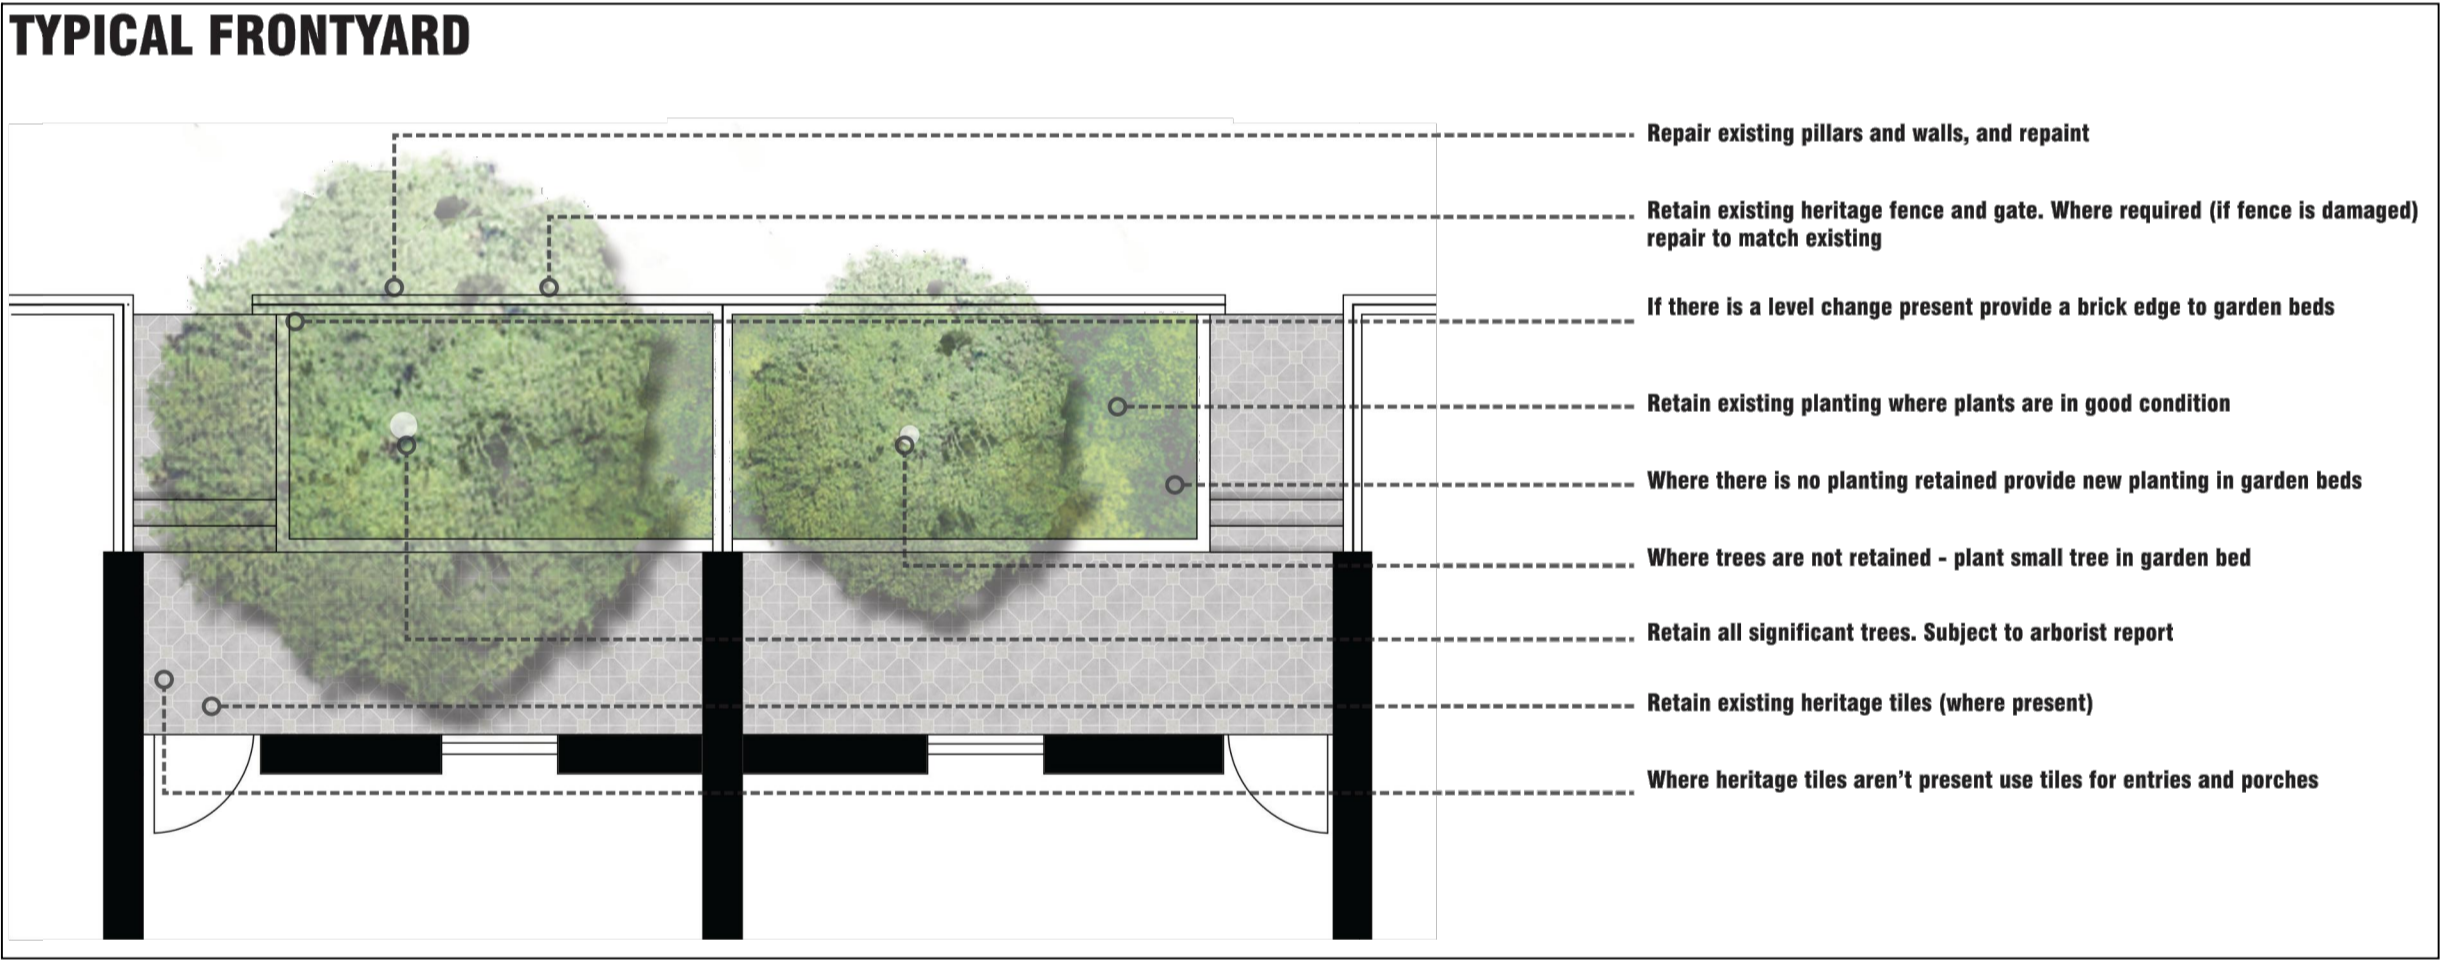 TYPICAL FRONTYARD
Repair existing pillars and walls, and repaint
Retain existing heritage fence and gate. Where required (if fence is damaged)
repair to match existing
If there is a level change present provide a brick edge to garden beds
Retain existing planting where plants are in good condition
Where there is no planting retained provide new planting in garden beds
Where trees are not retained - plant small tree in garden bed
Retain all significant trees. Subject to arborist report
Retain existing heritage tiles (where present)
Where heritage tiles aren’t present use tiles for entries and porches